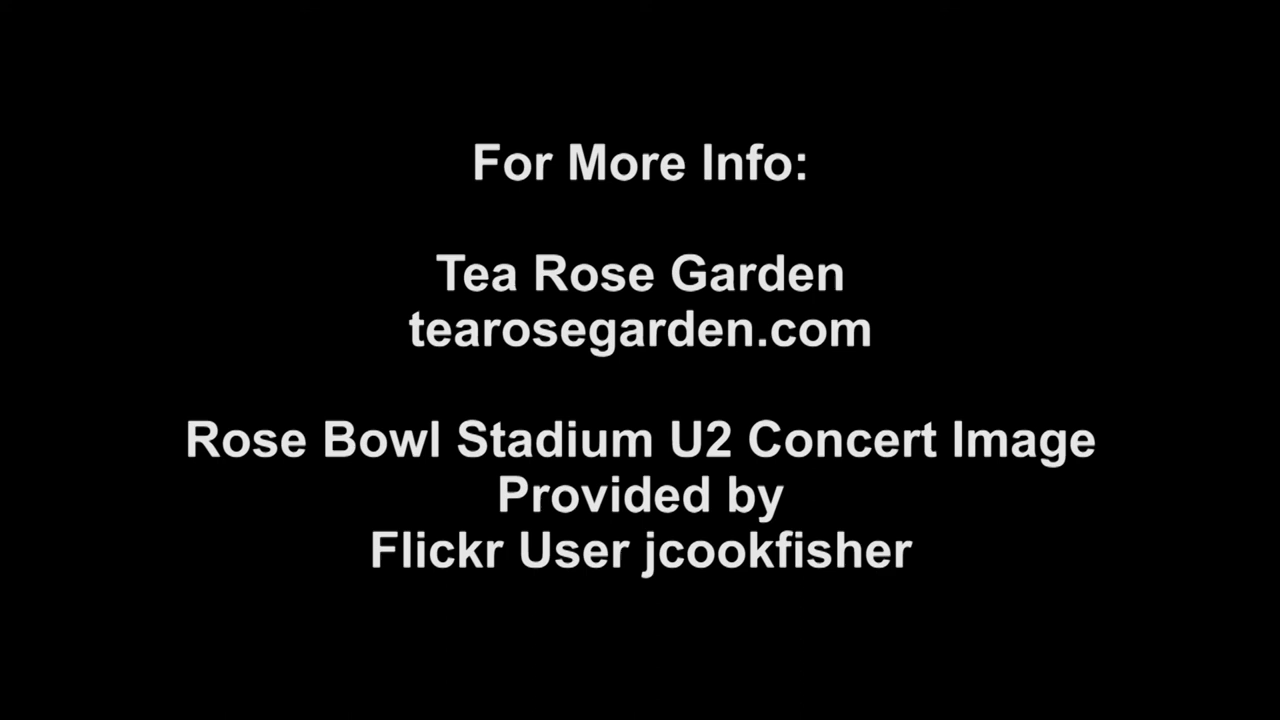 For More Info:
Tea Rose Garden
tearosegarden.com
Rose Bowl Stadium U2 Concert Image
Provided by
Flickr User jcookfisher